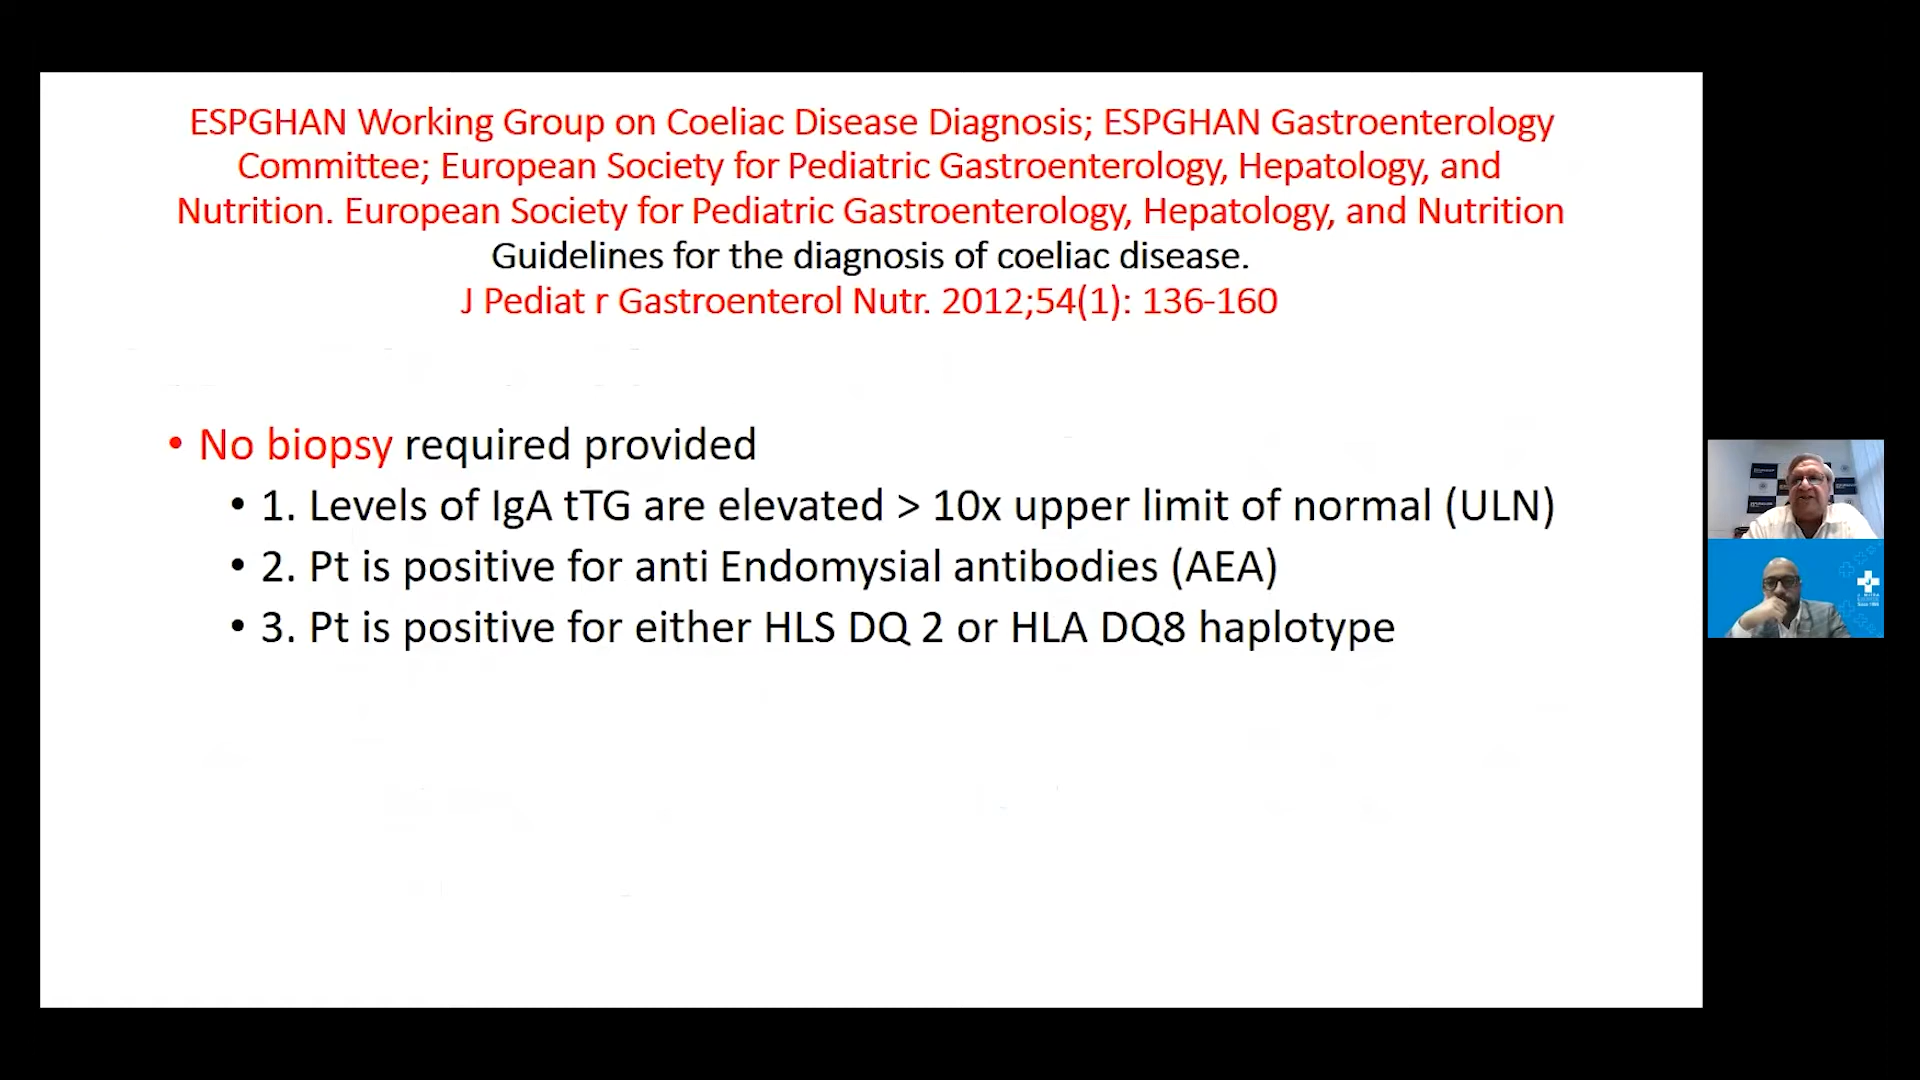 ESPGHAN Working Group on Coeliac Disease Diagnosis; ESPGHAN Gastroenterology
Committee; European Society for Pediatric Gastroenterology, Hepatology, and
Nutrition. European Society for Pediatric Gastroenterology, Hepatology, and Nutrition
Guidelines for the diagnosis of coeliac disease.
J Pediat r Gastroenterol Nutr. 2012;54(1): 136-160
• No biopsy required provided
• 1. Levels of IgA tTG are elevated > 10x upper limit of normal (ULN)
• 2. Pt is positive for anti Endomysial antibodies (AEA)
• 3. Pt is positive for either HLS DQ 2 or HLA DQ8 haplotype